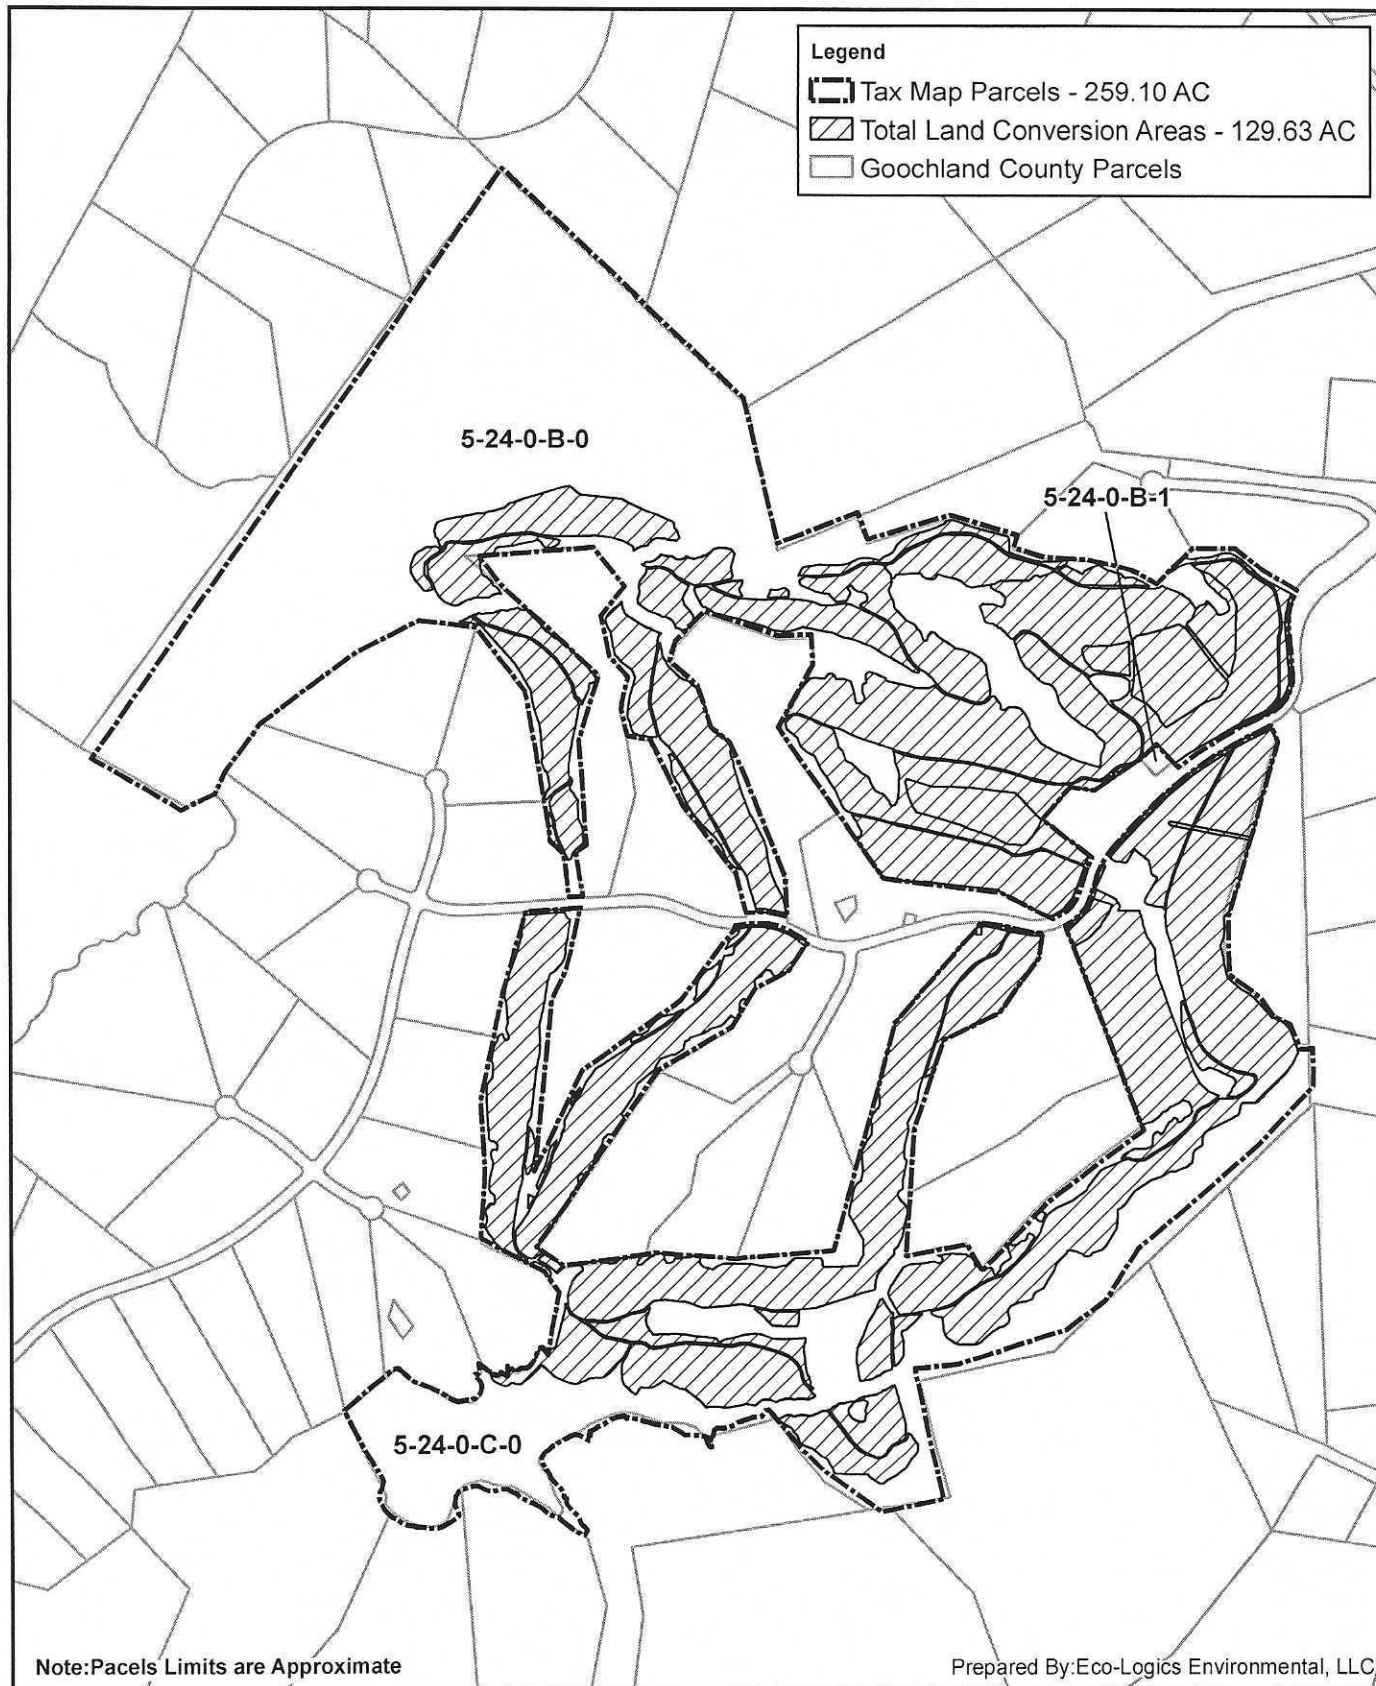 Legend
Tax Map Parcels - 259.10 AC
Total Land Conversion Areas - 129.63 AC
Goochland County Parcels
5-24-0-B-0
5-24-0-B-1
5-24-0-C-0
Note:Pacels Limits are Approximate
Prepared By:Eco-Logics Environmental, LLC